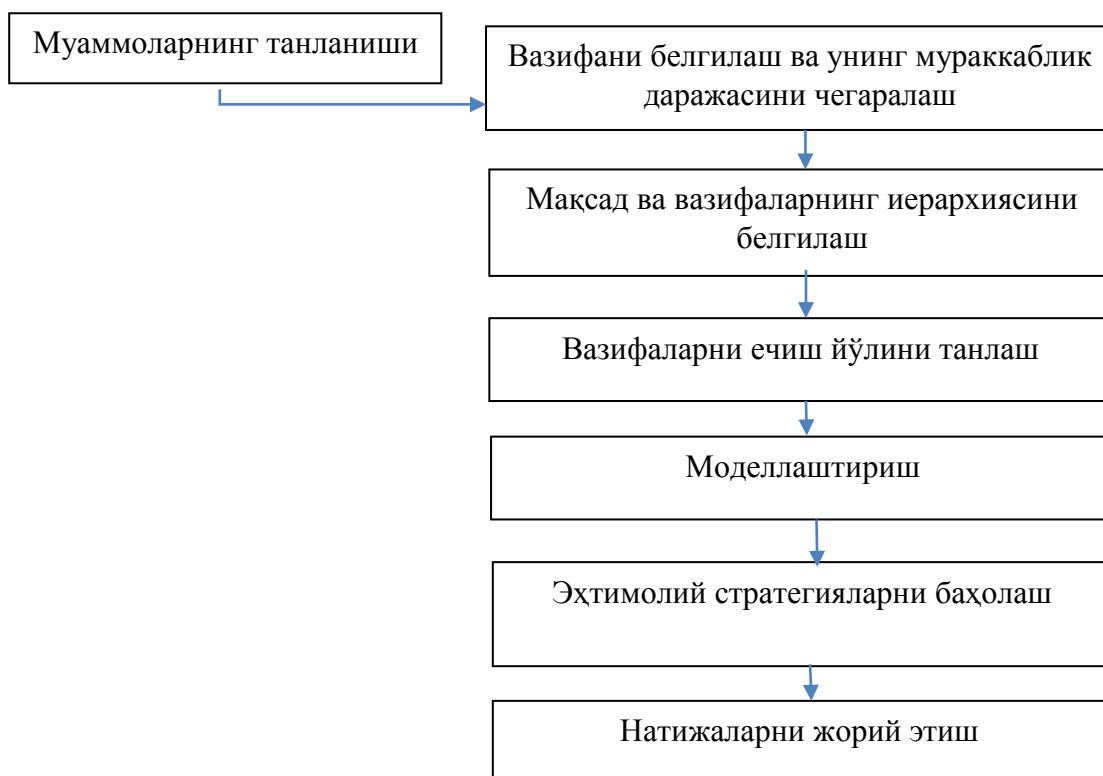 Муаммоларнинг танланиши
Вазифани белгилаш ва унинг мураккаблик
даражасини чегаралаш
Мақсад ва вазифаларнинг иерархиясини
белгилаш
Вазифаларни ечиш йўлини танлаш
Моделлаштириш
Эҳтимолий стратегияларни баҳолаш
Натижаларни жорий этиш